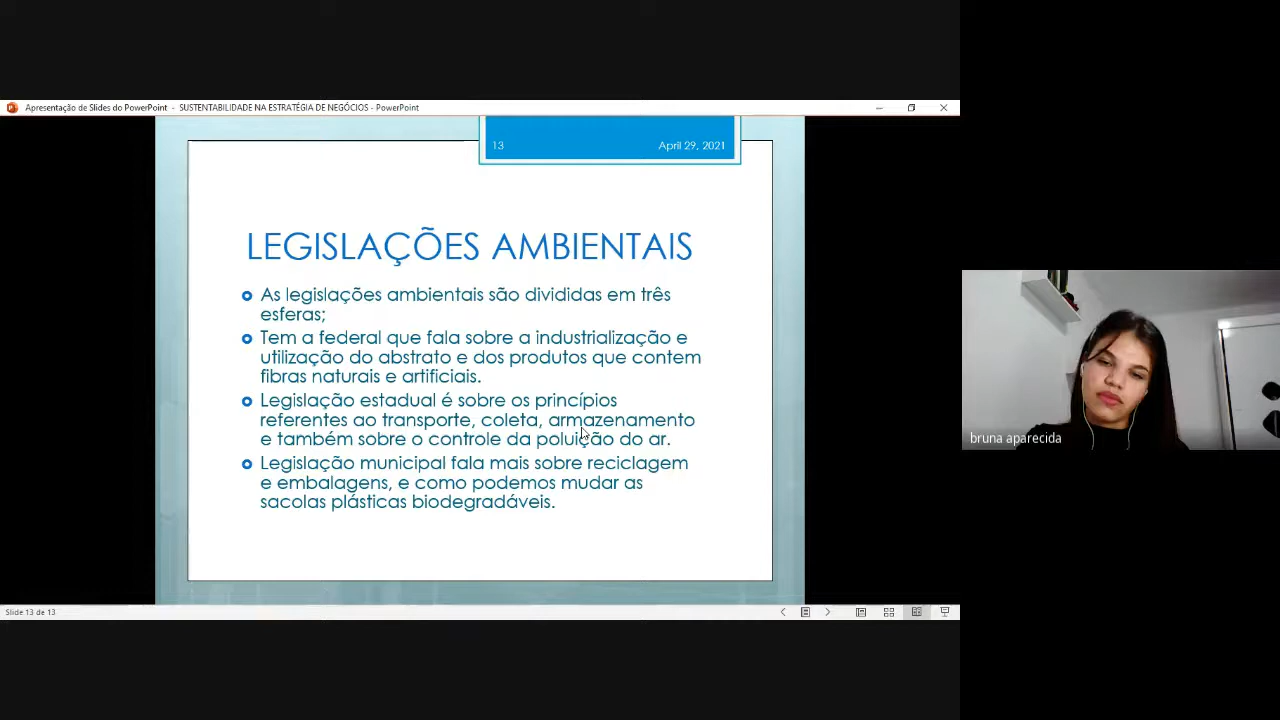 Apresentação de Slides do PowerPoint - SUSTENTABILIDADE NA ESTRATÉGIA DE NEGÓCIOS - PowerPoint
13 April 29, 2021
LEGISLAÇÕES AMBIENTAIS
As legislações ambientais são divididas em três
esferas;
Tem a federal que fala sobre a industrialização e
utilização do abstrato e dos produtos que contem
fibras naturais e artificiais.
Legislação estadual é sobre os princípios
referentes ao transporte, coleta, armazenamento
e também sobre o controle da poluição do ar.
Legislação municipal fala mais sobre reciclagem
e embalagens, e como podemos mudar as
sacolas plásticas biodegradáveis.
bruna aparecida
Slide 13 de 13